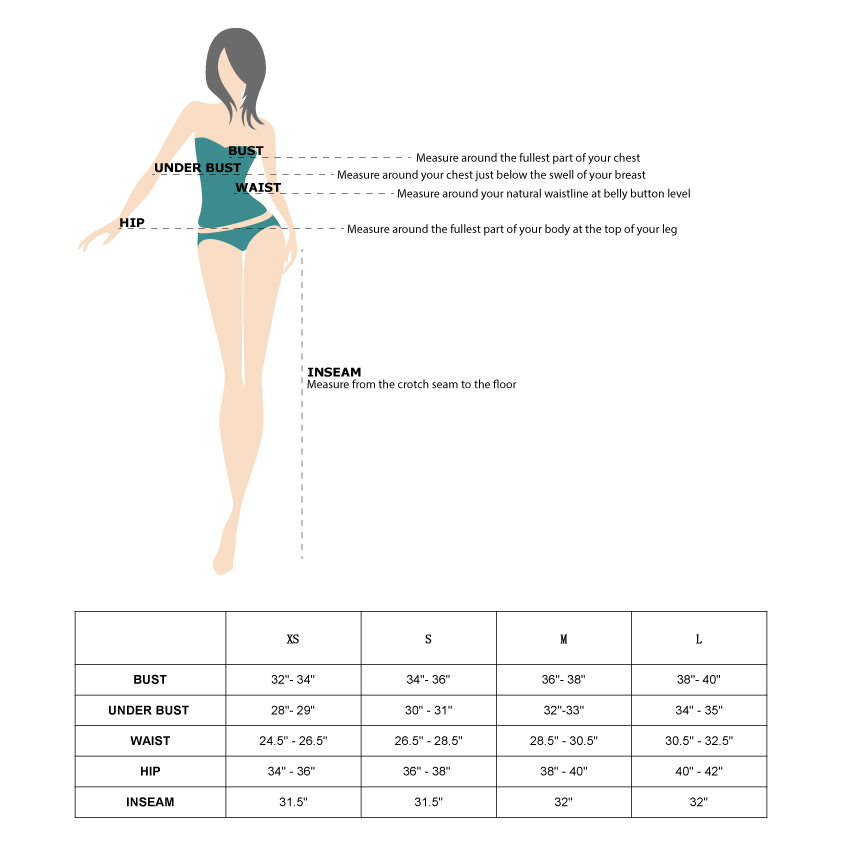 BUST
Measure around the fullest part of your chest
UNDER BUST
Measure around your chest just below the swell of your breast
WAIST
Measure around your natural waistline at belly button level
HIP
Measure around the fullest part of your body at the top of your leg
INSEAM
Measure from the crotch seam to the floor
XS S M L
BUST 32"- 34" 34"- 36" 36"- 38" 38"- 40"
UNDER BUST 28"- 29" 30" - 31" 32"-33" 34" - 35"
WAIST 24.5" - 26.5" 26.5" - 28.5" 28.5" - 30.5" 30.5" - 32.5"
HIP 34" - 36" 36" - 38" 38" - 40" 40" - 42"
INSEAM 31.5" 31.5" 32" 32"